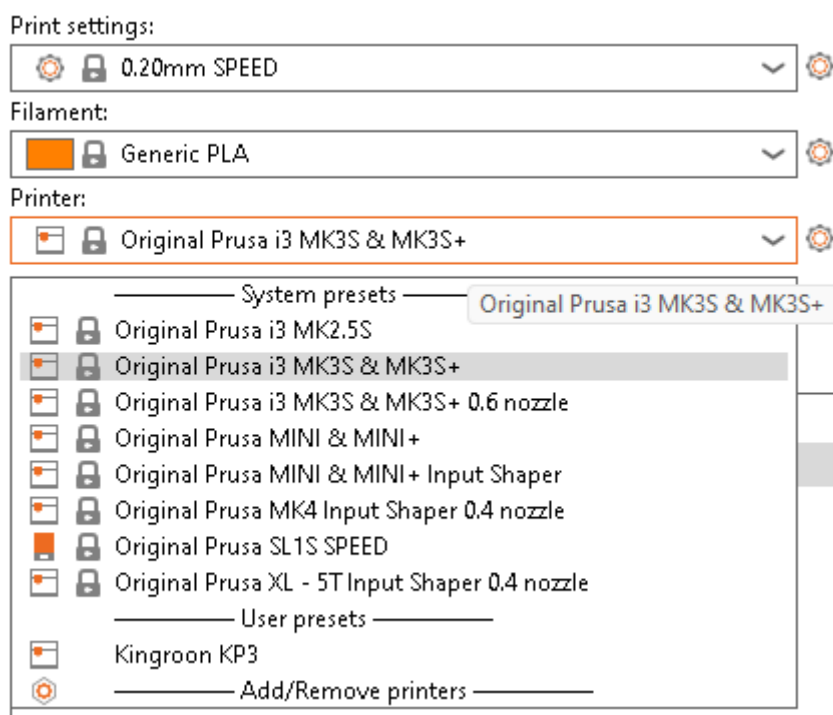 Print settings:
0.20mm SPEED
Filament:
Generic PLA
Printer:
Original Prusa i3 MK3S & MK3S+
System presets
Original Prusa i3 MK3S & MK3S+
Original Prusa i3 MK2.5S
Original Prusa i3 MK3S & MK3S+
Original Prusa i3 MK3S & MK3S+ 0.6 nozzle
Original Prusa MINI & MINI+
Original Prusa MINI & MINI+ Input Shaper
Original Prusa MK4 Input Shaper 0.4 nozzle
Original Prusa SL1S SPEED
Original Prusa XL - 5T Input Shaper 0.4 nozzle
User presets
Kingroon KP3
Add/Remove printers